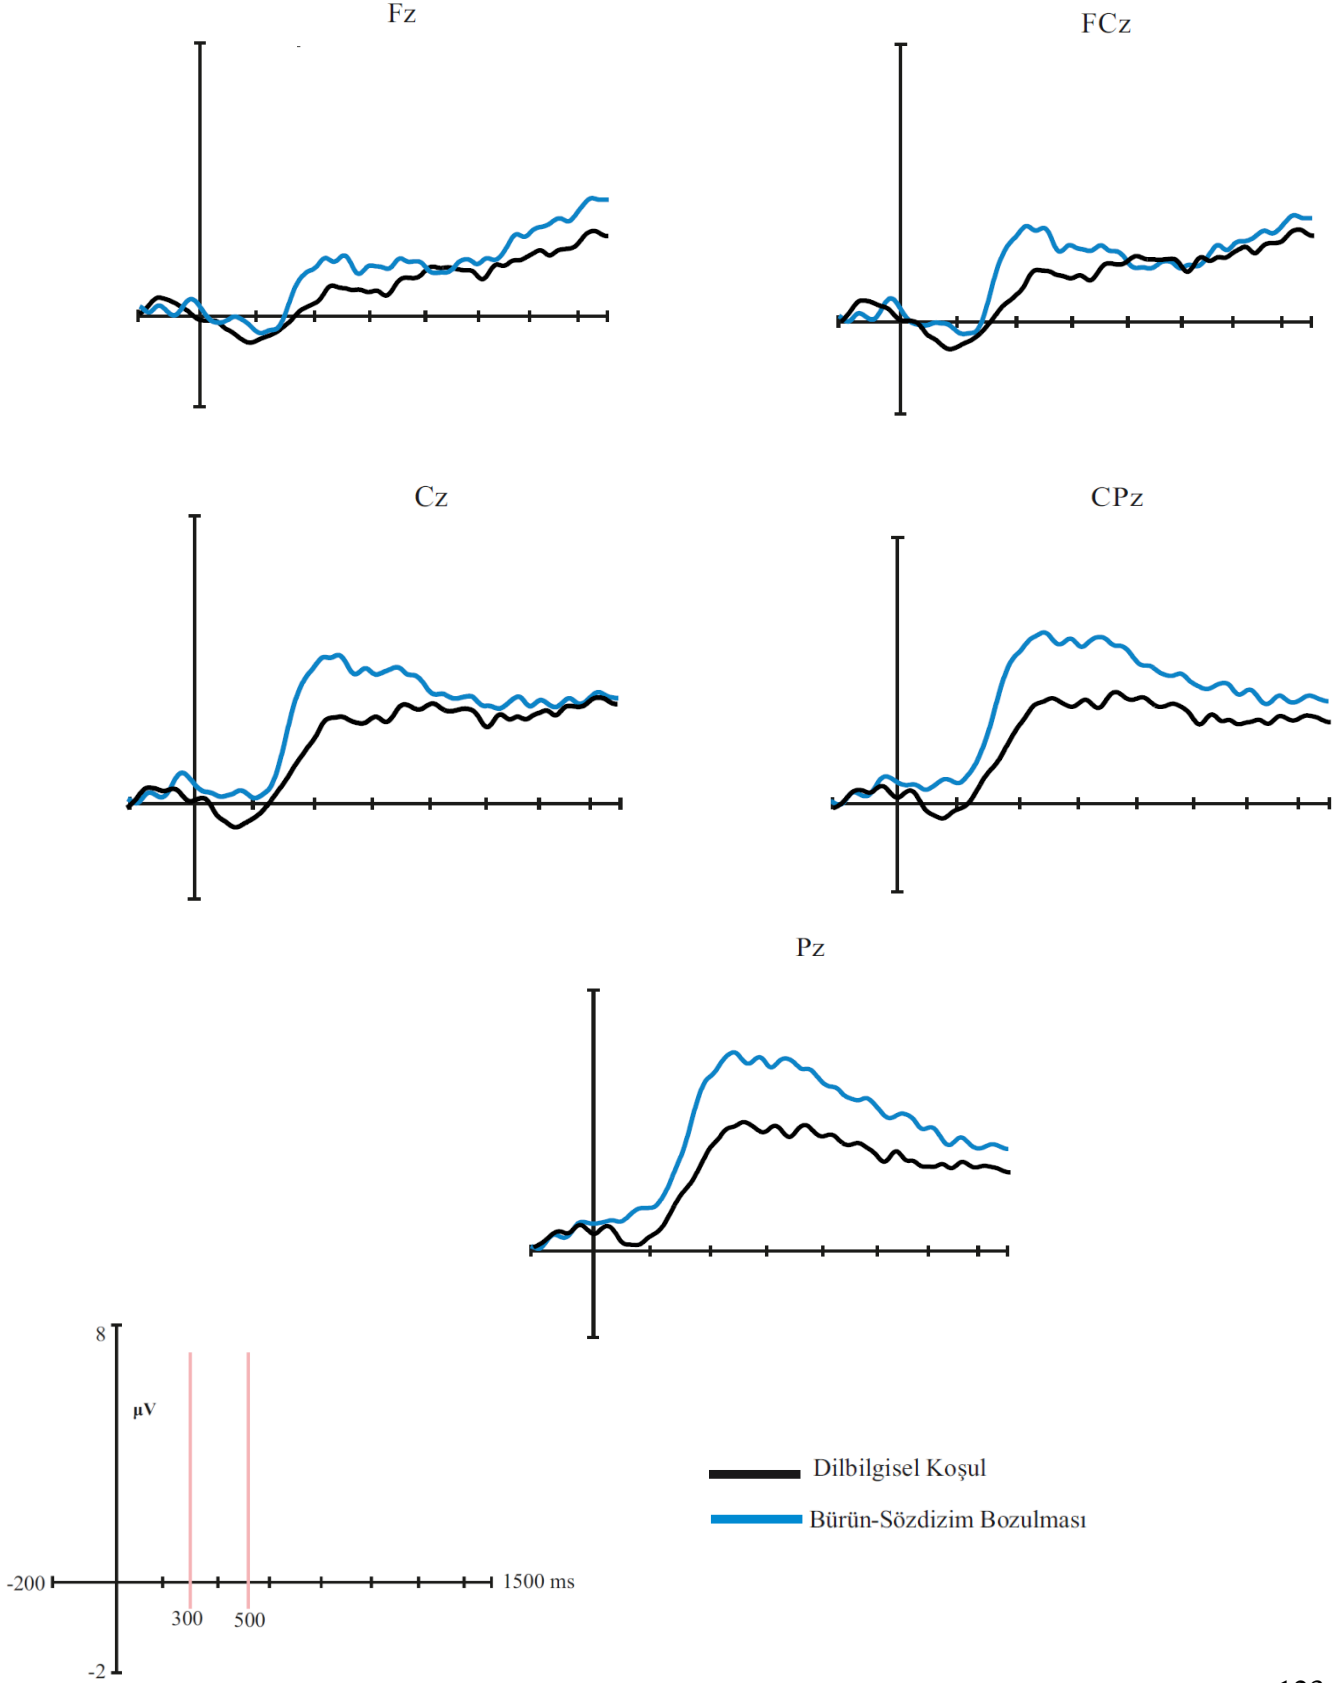 Fz
FCz
Cz
CPz
Pz
8
µV
Dilbilgisel Koşul
Bürün-Sözdizim Bozulması
-200
1500 ms
300
500
-2